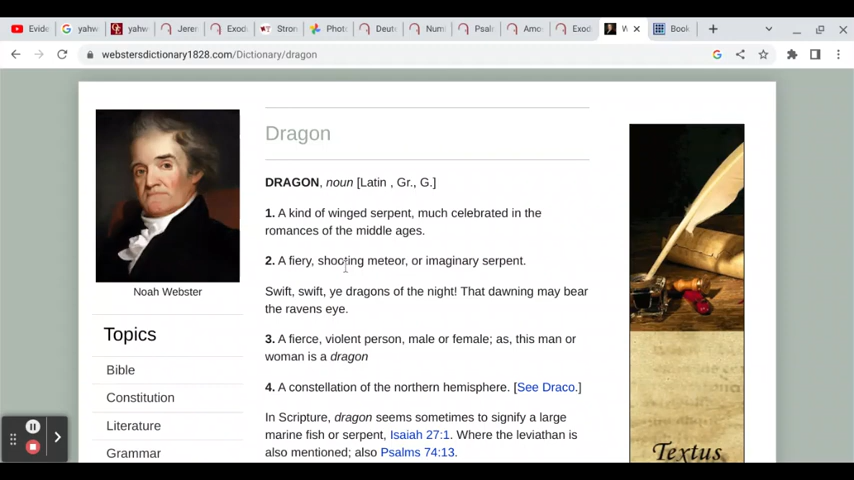 Evide
yahw
yahw
Jerer
Exod
Stron
Photo
Deute
Num
Psal
Amo
Exod
W
Book
webstersdictionary1828.com/Dictionary/dragon
Dragon
DRAGON, noun [Latin , Gr., G.]
1. A kind of winged serpent, much celebrated in the
romances of the middle ages.
2. A fiery, shooting meteor, or imaginary serpent.
Swift, swift, ye dragons of the night! That dawning may bear
the ravens eye.
3. A fierce, violent person, male or female; as, this man or
woman is a dragon
4. A constellation of the northern hemisphere. [See Draco.]
In Scripture, dragon seems sometimes to signify a large
marine fish or serpent, Isaiah 27:1. Where the leviathan is
also mentioned; also Psalms 74:13.
Noah Webster
Topics
Bible
Constitution
Literature
Grammar
Textus